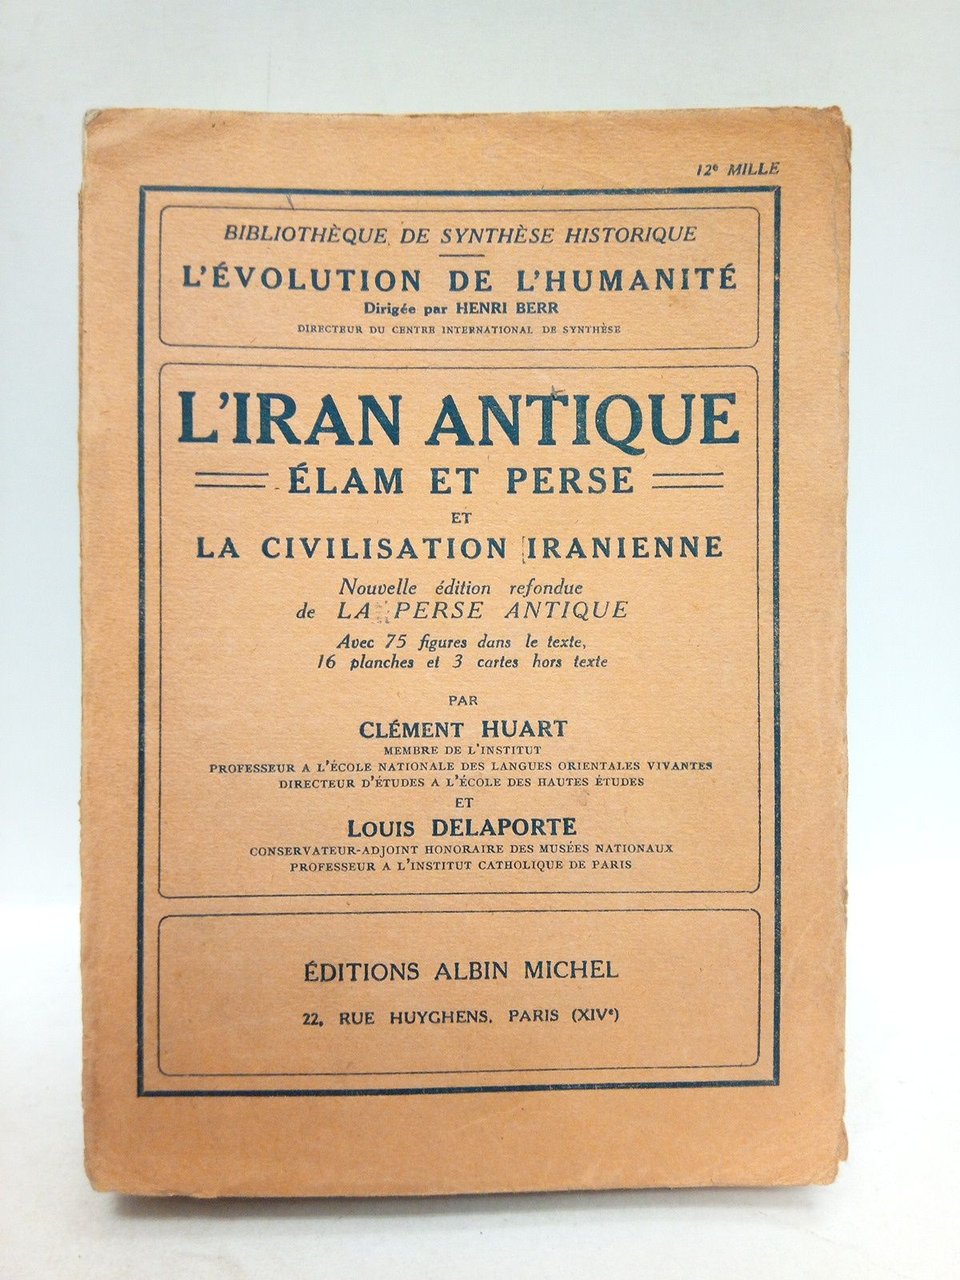 12e MILLE
BIBLIOTHÈQUE DE SYNTHÈSE HISTORIQUE
L'ÉVOLUTION DE L'HUMANITÉ
Dirigée par HENRI BERR
DIRECTEUR DU CENTRE INTERNATIONAL DE SYNTHÈSE
L'IRAN ANTIQUE
ÉLAM ET PERSE
ET
LA CIVILISATION IRANIENNE
Nouvelle édition refondue
de LA PERSE ANTIQUE
Avec 75 figures dans le texte,
16 planches et 3 cartes hors texte
PAR
CLÉMENT HUART
MEMBRE DE L'INSTITUT
PROFESSEUR A L'ÉCOLE NATIONALE DES LANGUES ORIENTALES VIVANTES
DIRECTEUR D'ÉTUDES A L'ÉCOLE DES HAUTES ÉTUDES
ET
LOUIS DELAPORTE
CONSERVATEUR-ADJOINT HONORAIRE DES MUSÉES NATIONAUX
PROFESSEUR A L'INSTITUT CATHOLIQUE DE PARIS
ÉDITIONS ALBIN MICHEL
22, RUE HUYGHENS, PARIS (XIVe)